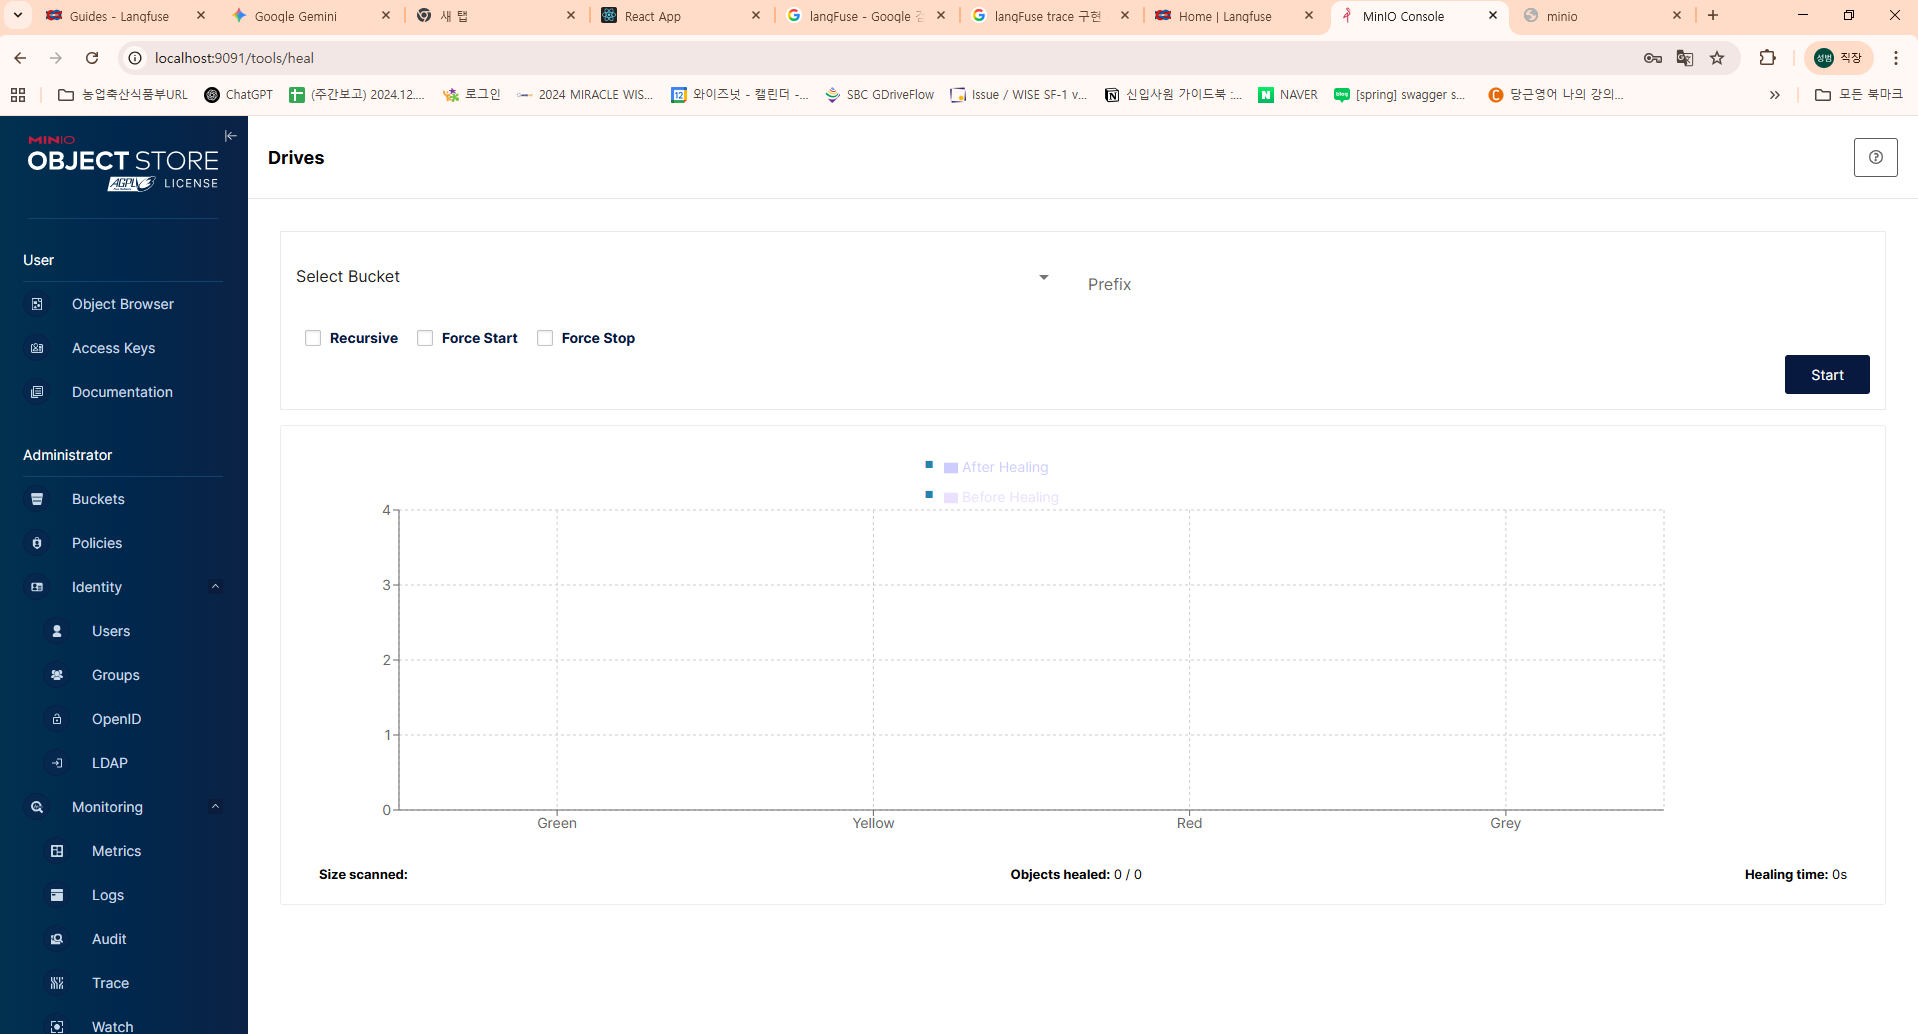 Guides - Langfuse
Google Gemini
새 탭
React App
langFuse - Google 검
langFuse trace 구현
Home | Langfuse
MinIO Console
minio
localhost:9091/tools/heal
성범 직장
농업축산식품부URL
ChatGPT
(주간보고) 2024.12....
로그인
2024 MIRACLE WIS...
12 와이즈넛 - 캘린더 -...
SBC GDriveFlow
Issue / WISE SF-1 v...
신입사원 가이드북 :...
NAVER
[spring] swagger s...
당근영어 나의 강의...
모든 북마크
MINIO
OBJECT STORE
AGPL V3 LICENSE
User
Object Browser
Access Keys
Documentation
Administrator
Buckets
Policies
Identity
Users
Groups
OpenID
LDAP
Monitoring
Metrics
Logs
Audit
Trace
Watch
Drives
Select Bucket
Prefix
Recursive
Force Start
Force Stop
Start
After Healing
Before Healing
4
3
2
1
0
Green
Yellow
Red
Grey
Size scanned:
Objects healed: 0 / 0
Healing time: 0s